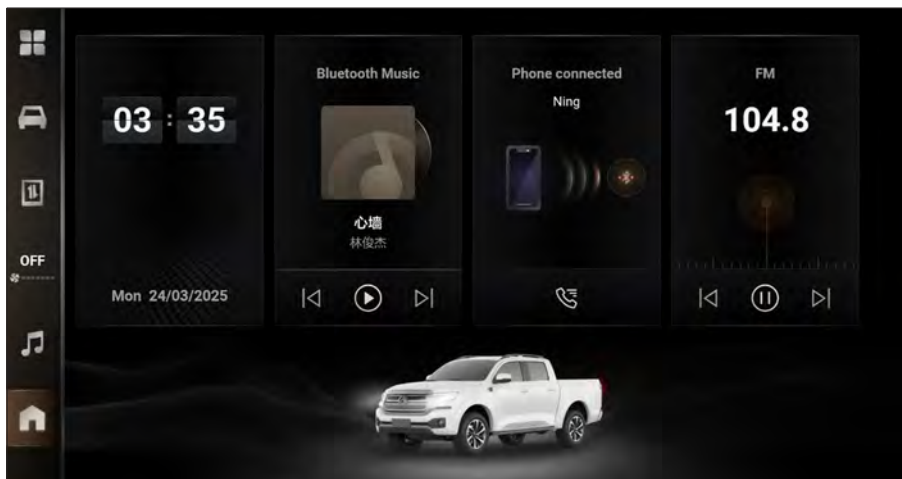 03 : 35
Mon 24/03/2025
Bluetooth Music
心墙
林俊杰
Phone connected
Ning
FM
104.8
OFF